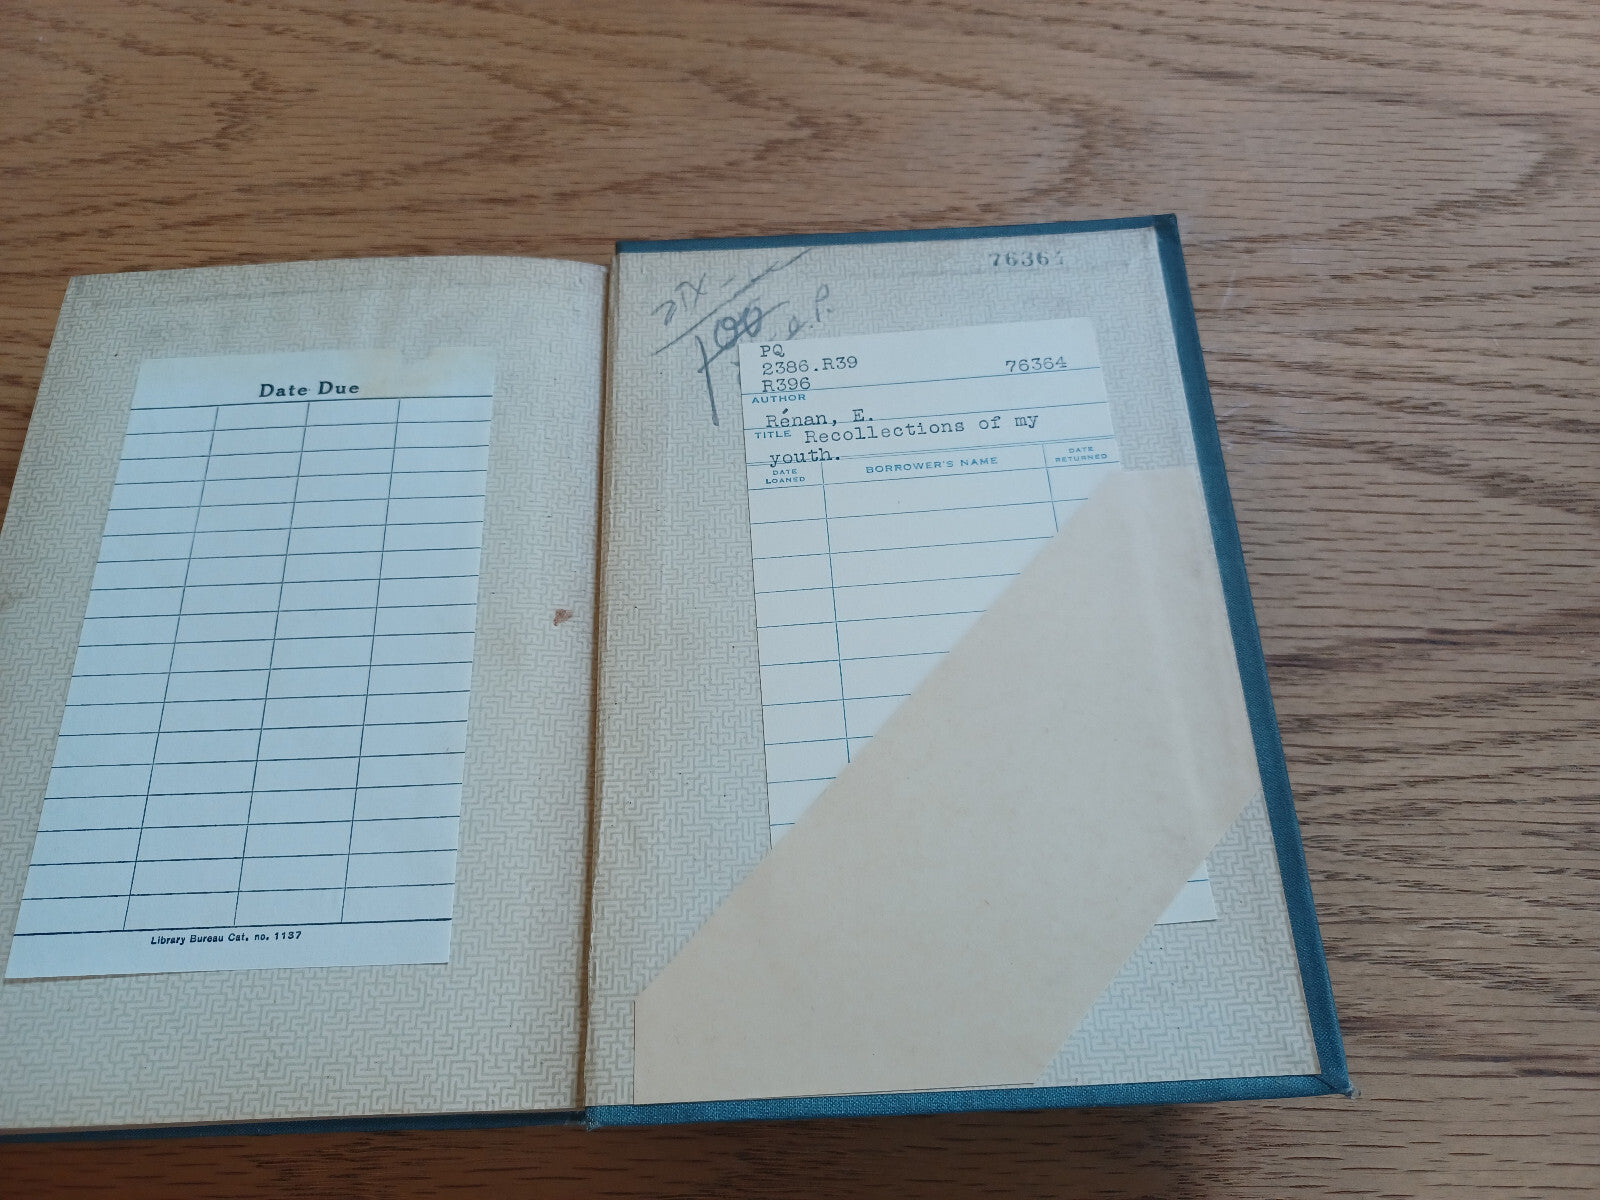 Date Due
Library Bureau Cat. no. 1137
76364
100
o.p.
PQ
2386.R39 76364
R396
AUTHOR
Rénan, E.
TITLE Recollections of my
youth.
DATE LOANED BORROWER'S NAME DATE RETURNED